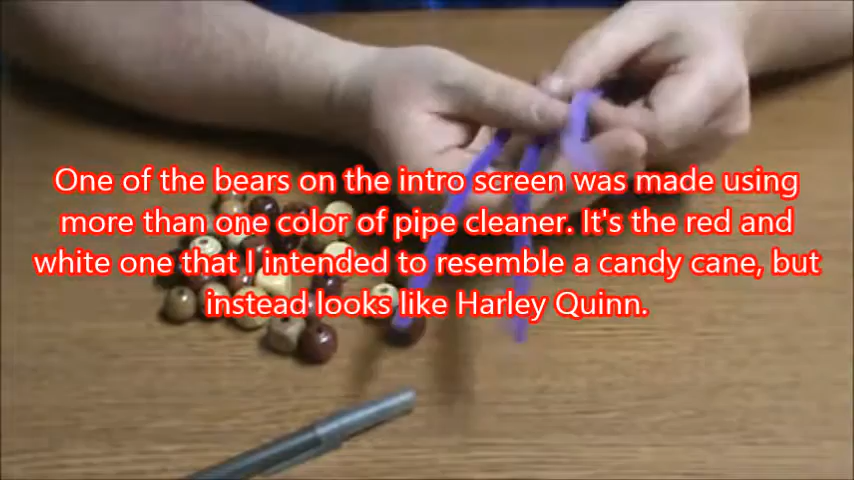 One of the bears on the intro screen was made using
more than one color of pipe cleaner. It's the red and
white one that I intended to resemble a candy cane, but
instead looks like Harley Quinn.